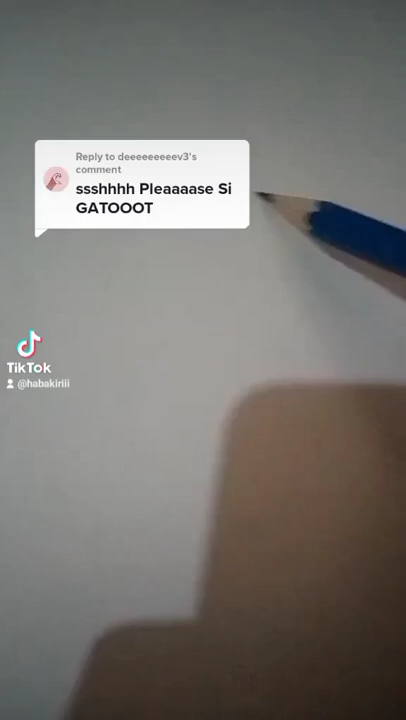 Reply to deeeeeeeeev3's
comment
ssshhhh Pleaaaase Si
GATOOOT
TikTok
@habakiriii